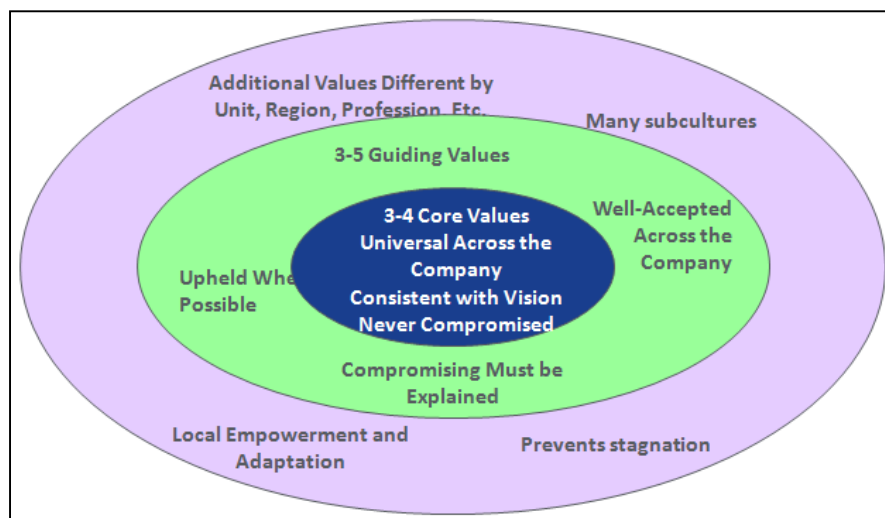 Additional Values Different by
Unit, Region, Profession, Etc.
Many subcultures
3-5 Guiding Values
3-4 Core Values
Universal Across the
Company
Consistent with Vision
Never Compromised
Well-Accepted
Across the
Company
Upheld Whe
Possible
Compromising Must be
Explained
Local Empowerment and
Adaptation
Prevents stagnation